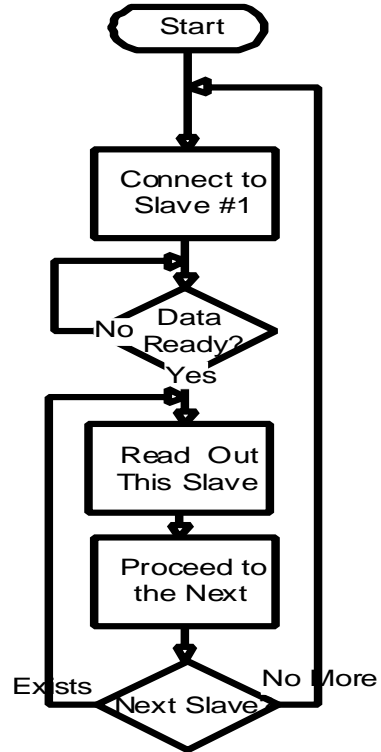 Start
Connect to
Slave #1
Data
No
Ready?
Yes
Read Out
This Slave
Proceed to
the Next
Exists
Next Slave
No More